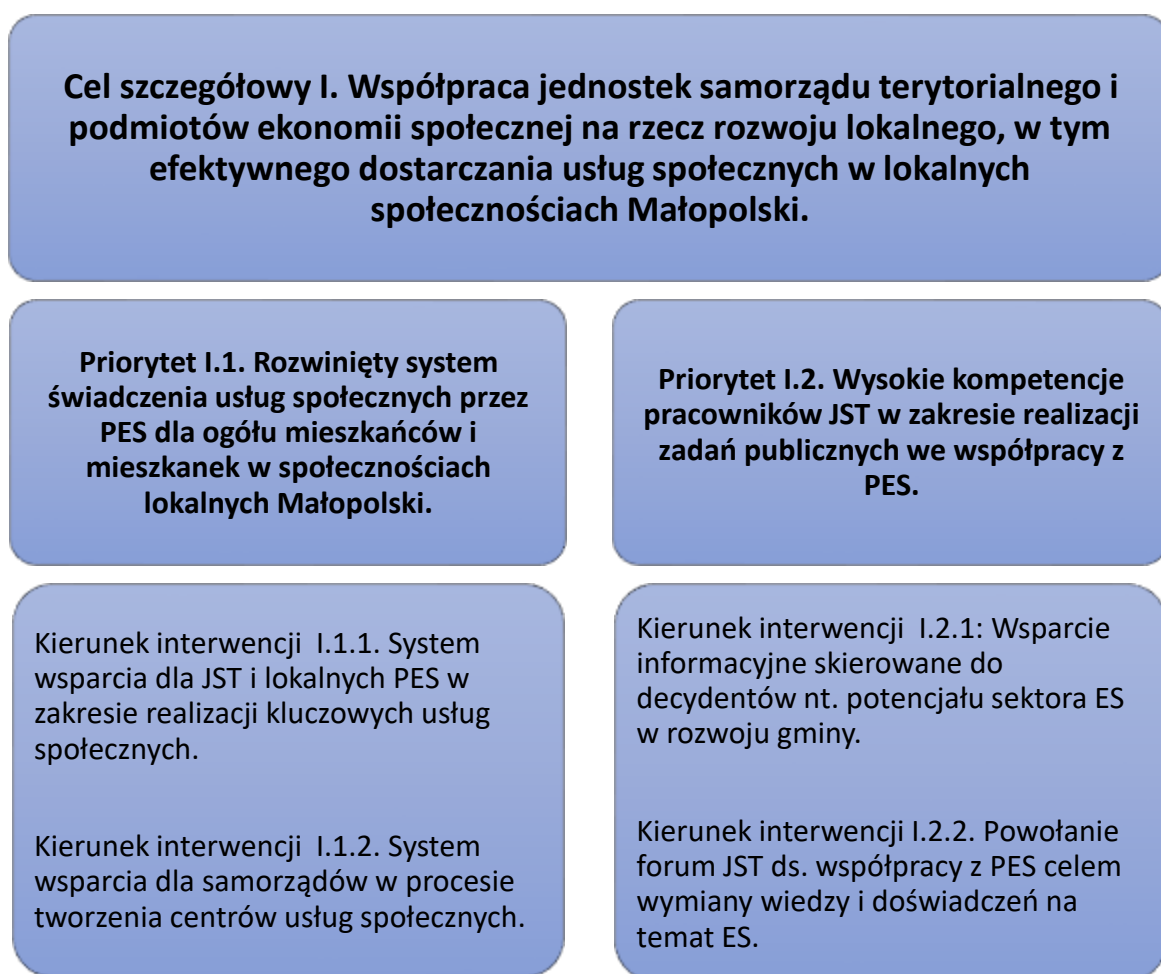 Cel szczegółowy I. Współpraca jednostek samorządu terytorialnego i
podmiotów ekonomii społecznej na rzecz rozwoju lokalnego, w tym
efektywnego dostarczania usług społecznych w lokalnych
społecznościach Małopolski.
Priorytet I.1. Rozwinięty system
świadczenia usług społecznych przez
PES dla ogółu mieszkańców i
mieszkanek w społecznościach
lokalnych Małopolski.
Priorytet I.2. Wysokie kompetencje
pracowników JST w zakresie realizacji
zadań publicznych we współpracy z
PES.
Kierunek interwencji I.1.1. System
wsparcia dla JST i lokalnych PES w
zakresie realizacji kluczowych usług
społecznych.
Kierunek interwencji I.1.2. System
wsparcia dla samorządów w procesie
tworzenia centrów usług społecznych.
Kierunek interwencji I.2.1: Wsparcie
informacyjne skierowane do
decydentów nt. potencjału sektora ES
w rozwoju gminy.
Kierunek interwencji I.2.2. Powołanie
forum JST ds. współpracy z PES celem
wymiany wiedzy i doświadczeń na
temat ES.